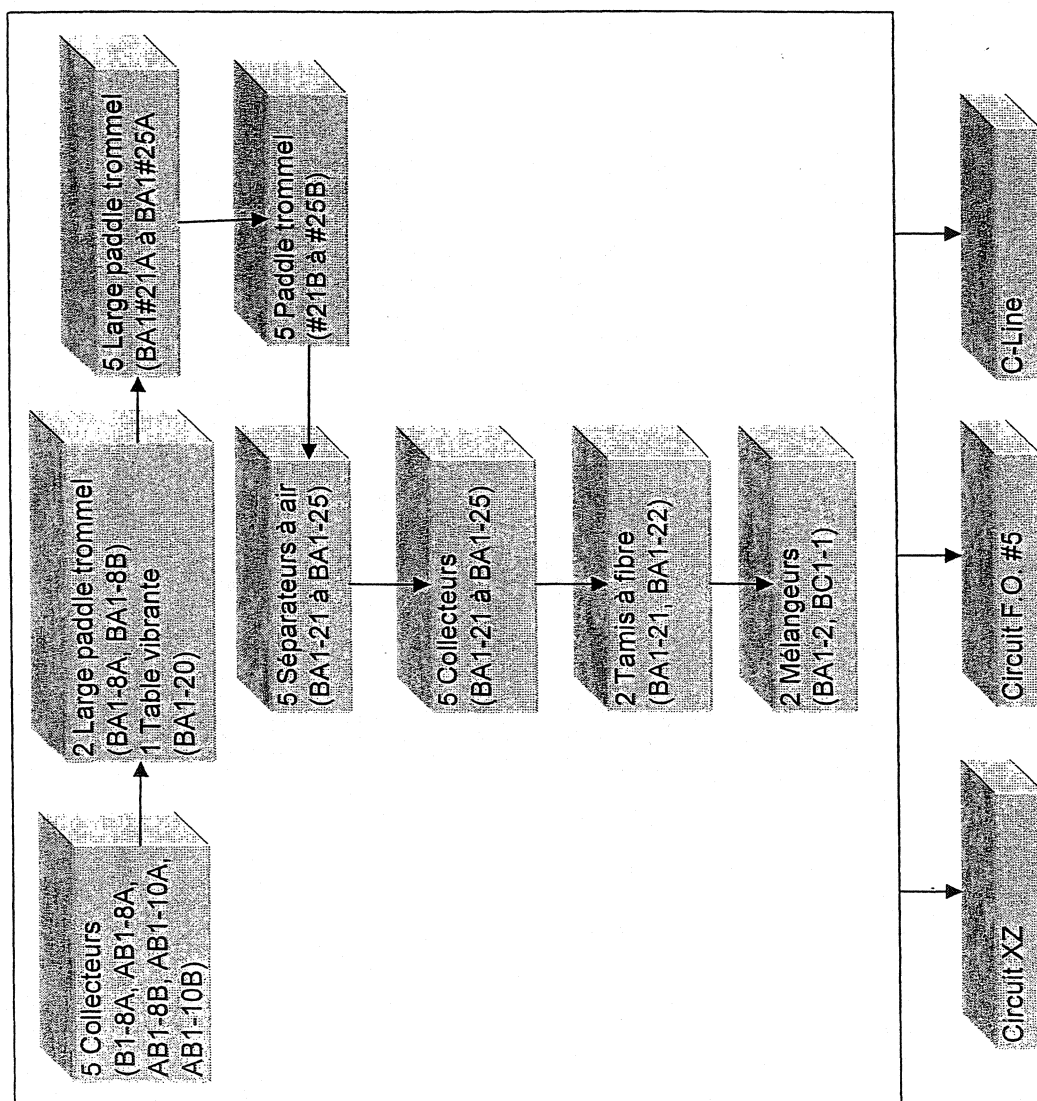 5 Collecteurs
(B1-8A, AB1-8A,
AB1-8B, AB1-10A,
AB1-10B)
2 Large paddle trommel
(BA1-8A, BA1-8B)
1 Table vibrante
(BA1-20)
5 Large paddle trommel
(BA1#21A à BA1#25A
5 Paddle trommel
(#21B à #25B)
5 Séparateurs à air
(BA1-21 à BA1-25)
5 Collecteurs
(BA1-21 à BA1-25)
2 Tamis à fibre
(BA1-21, BA1-22)
2 Mélangeurs
(BA1-2, BC1-1)
Circuit XZ
Circuit F.O. #5
C-Line